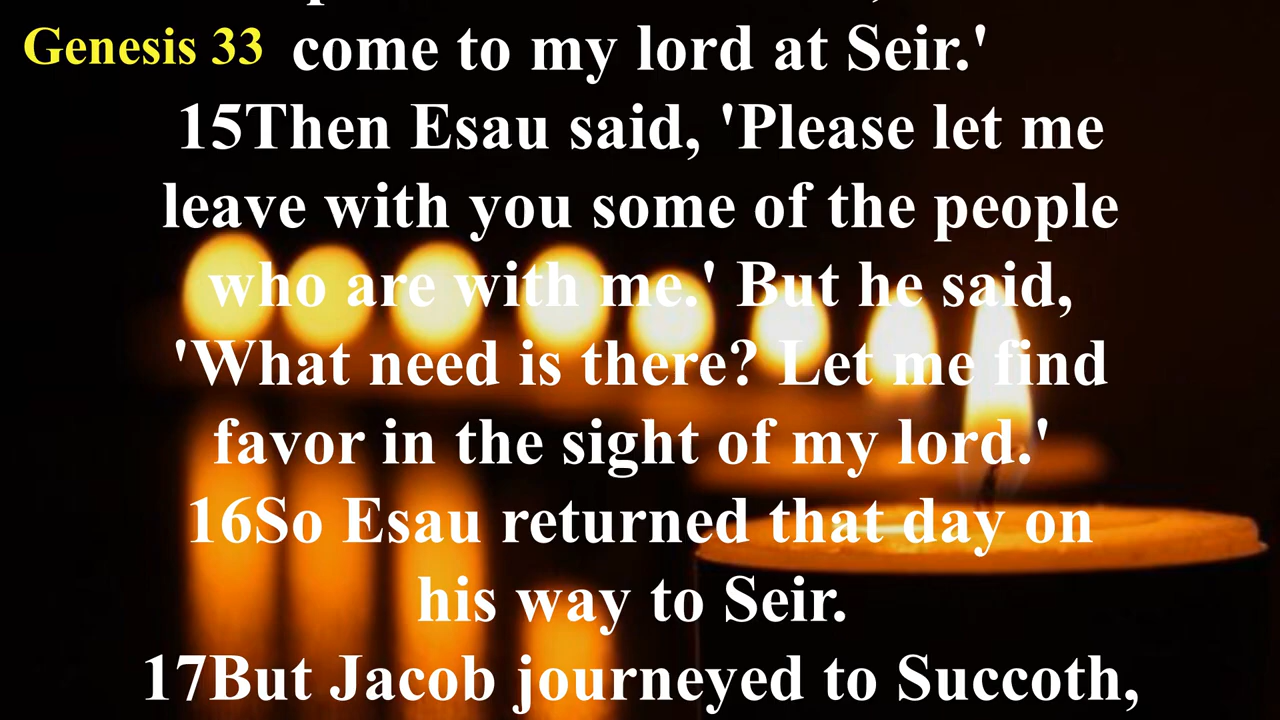 Genesis 33
come to my lord at Seir.'
15Then Esau said, 'Please let me
leave with you some of the people
who are with me.' But he said,
'What need is there? Let me find
favor in the sight of my lord.'
16So Esau returned that day on
his way to Seir.
17But Jacob journeyed to Succoth,